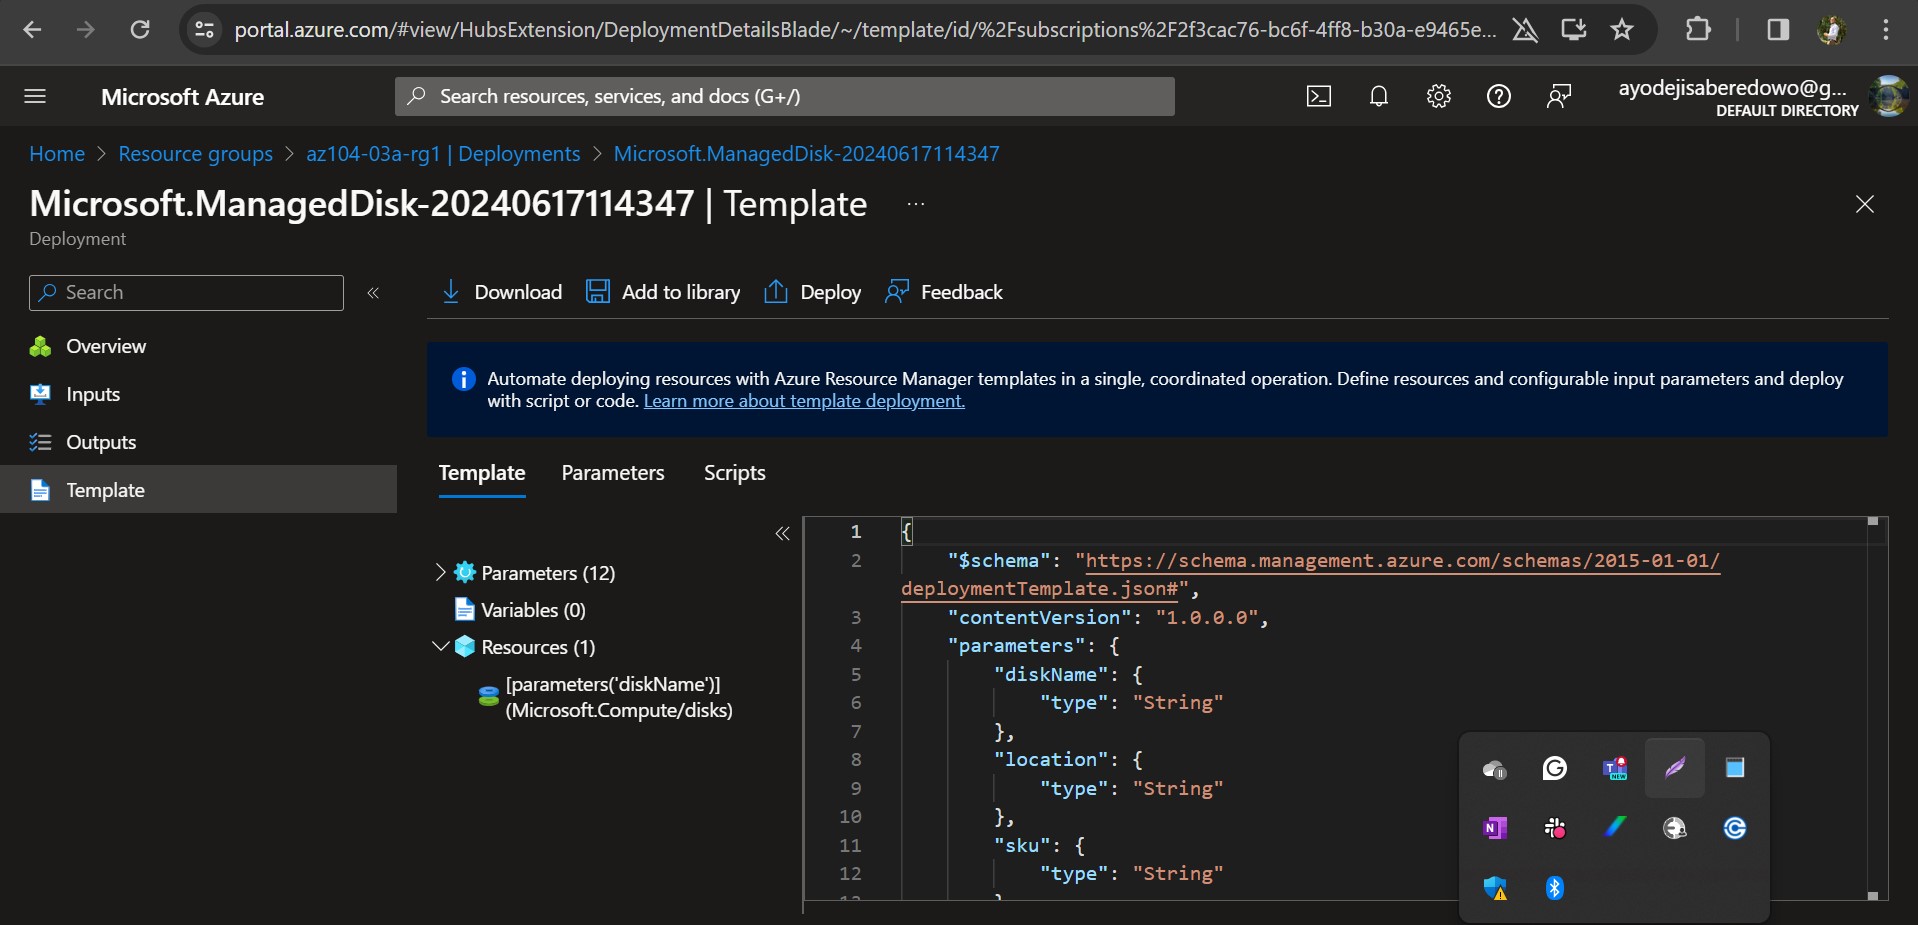 portal.azure.com/#view/HubsExtension/DeploymentDetailsBlade/~/template/id/%2Fsubscriptions%2F2f3cac76-bc6f-4ff8-b30a-e9465e...
Microsoft Azure
Search resources, services, and docs (G+/)
ayodejisaberedowo@g...
DEFAULT DIRECTORY
Home > Resource groups > az104-03a-rg1 | Deployments > Microsoft.ManagedDisk-20240617114347
Microsoft.ManagedDisk-20240617114347 | Template ...
Deployment
Search
Overview
Inputs
Outputs
Template
Download
Add to library
Deploy
Feedback
Automate deploying resources with Azure Resource Manager templates in a single, coordinated operation. Define resources and configurable input parameters and deploy
with script or code. Learn more about template deployment.
Template Parameters Scripts
Parameters (12)
Variables (0)
Resources (1)
[parameters('diskName')]
(Microsoft.Compute/disks)
1 {
2 "$schema": "https://schema.management.azure.com/schemas/2015-01-01/
deploymentTemplate.json#",
3 "contentVersion": "1.0.0.0",
4 "parameters": {
5 "diskName": {
6 "type": "String"
7 },
8 "location": {
9 "type": "String"
10 },
11 "sku": {
12 "type": "String"